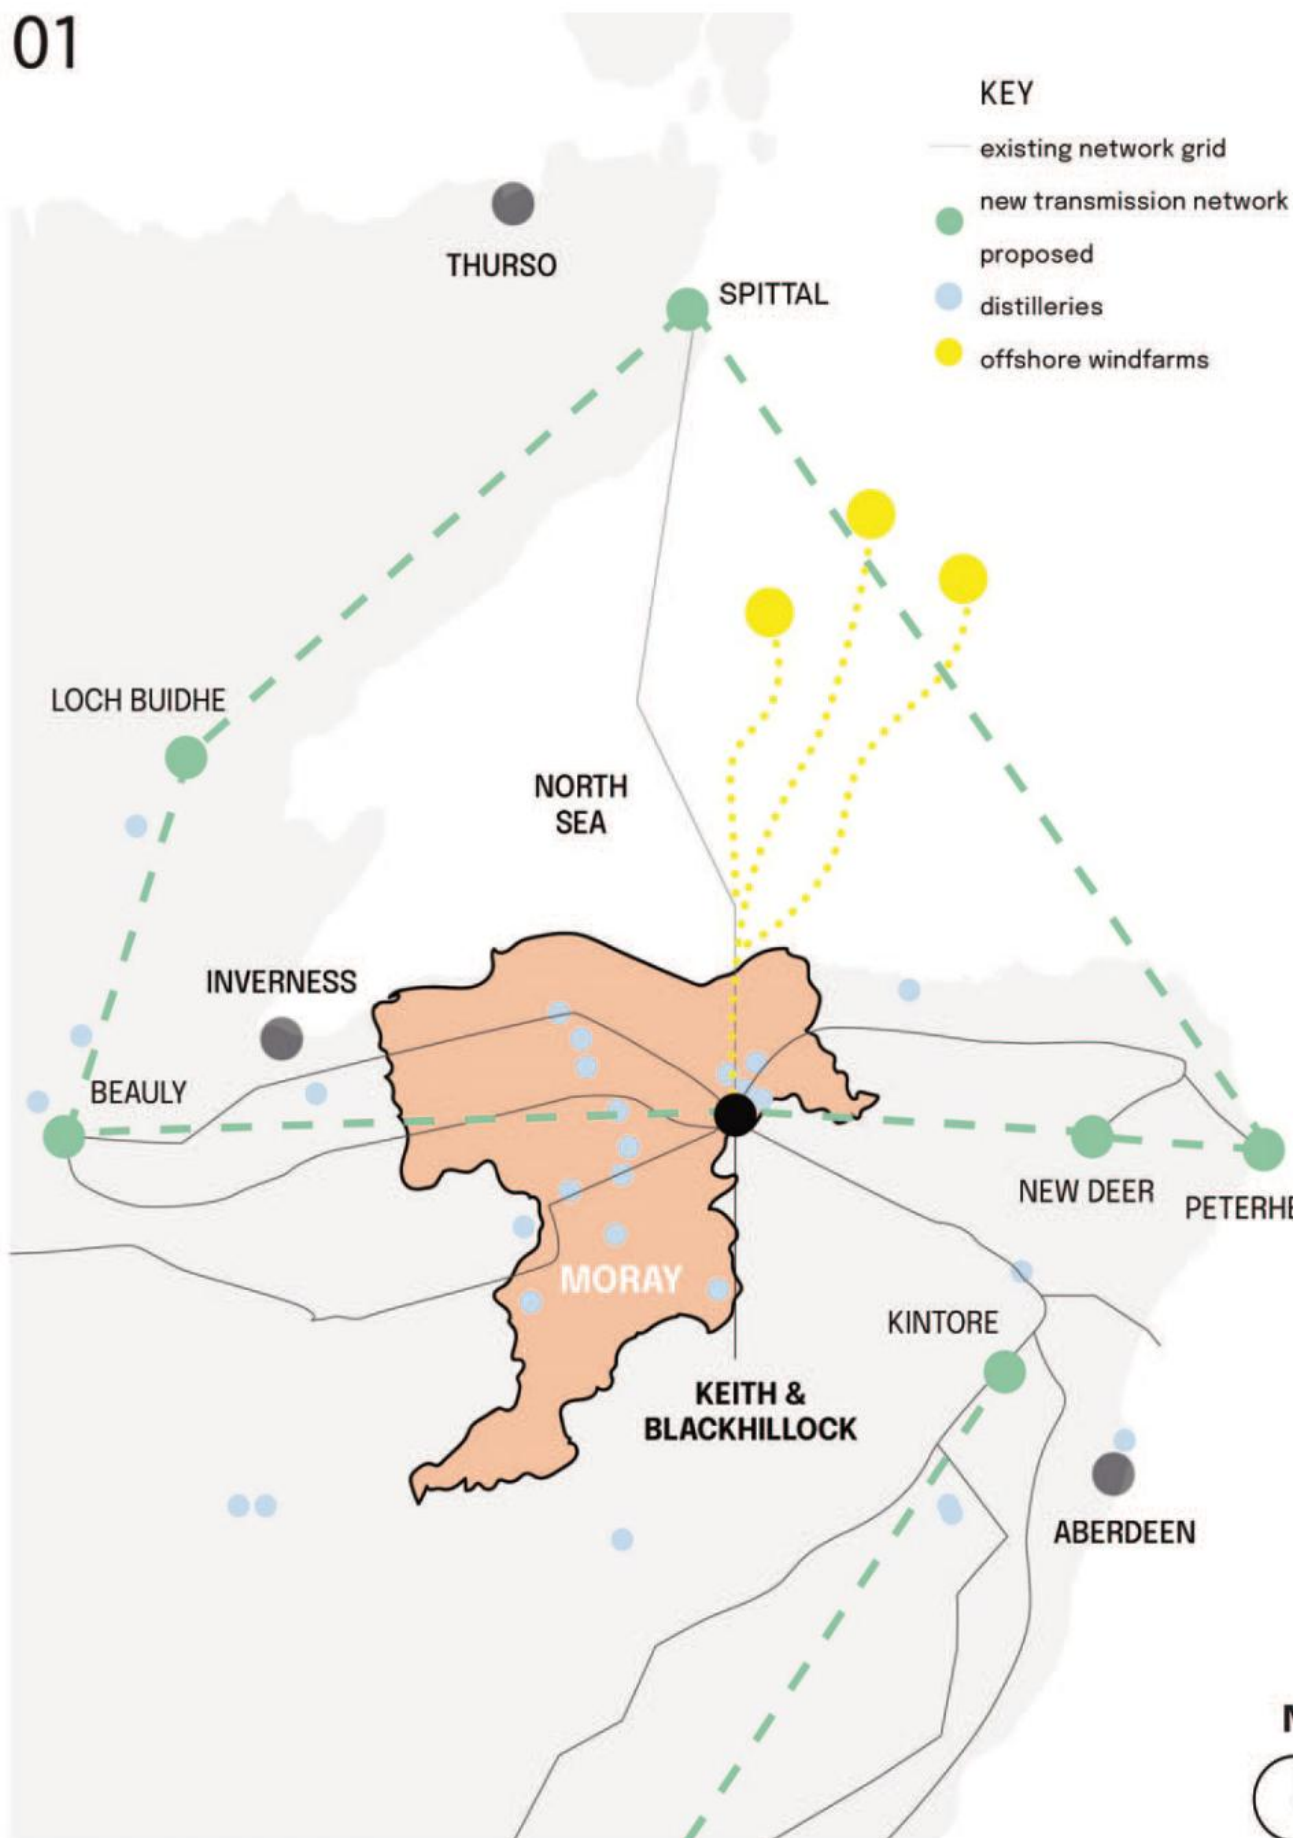 01
KEY
existing network grid
new transmission network
proposed
distilleries
offshore windfarms
THURSO
SPITTAL
LOCH BUIDHE
NORTH
SEA
INVERNESS
BEAULY
NEW DEER
PETERHE
MORAY
KINTORE
KEITH &
BLACKHILLOCK
ABERDEEN